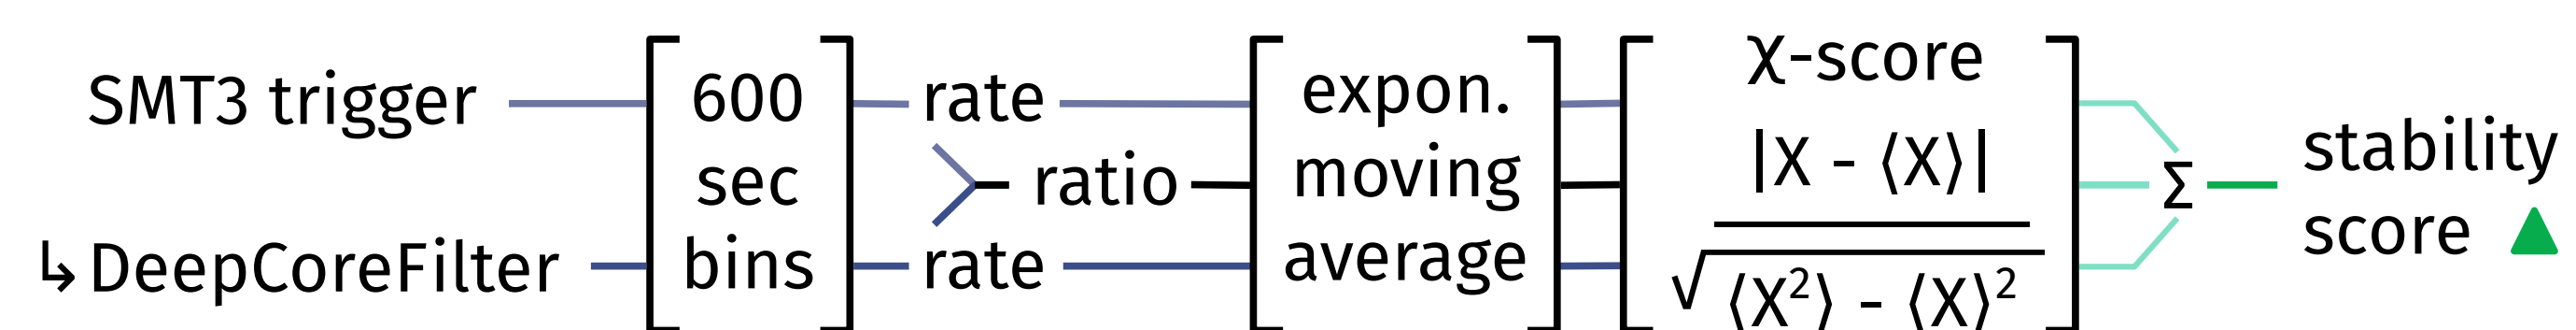 SMT3 trigger
↳DeepCoreFilter
600
sec
bins
rate
ratio
rate
expon.
moving
average
χ-score
|X - ⟨X⟩|
√⟨X²⟩ - ⟨X⟩²
Σ
stability
score